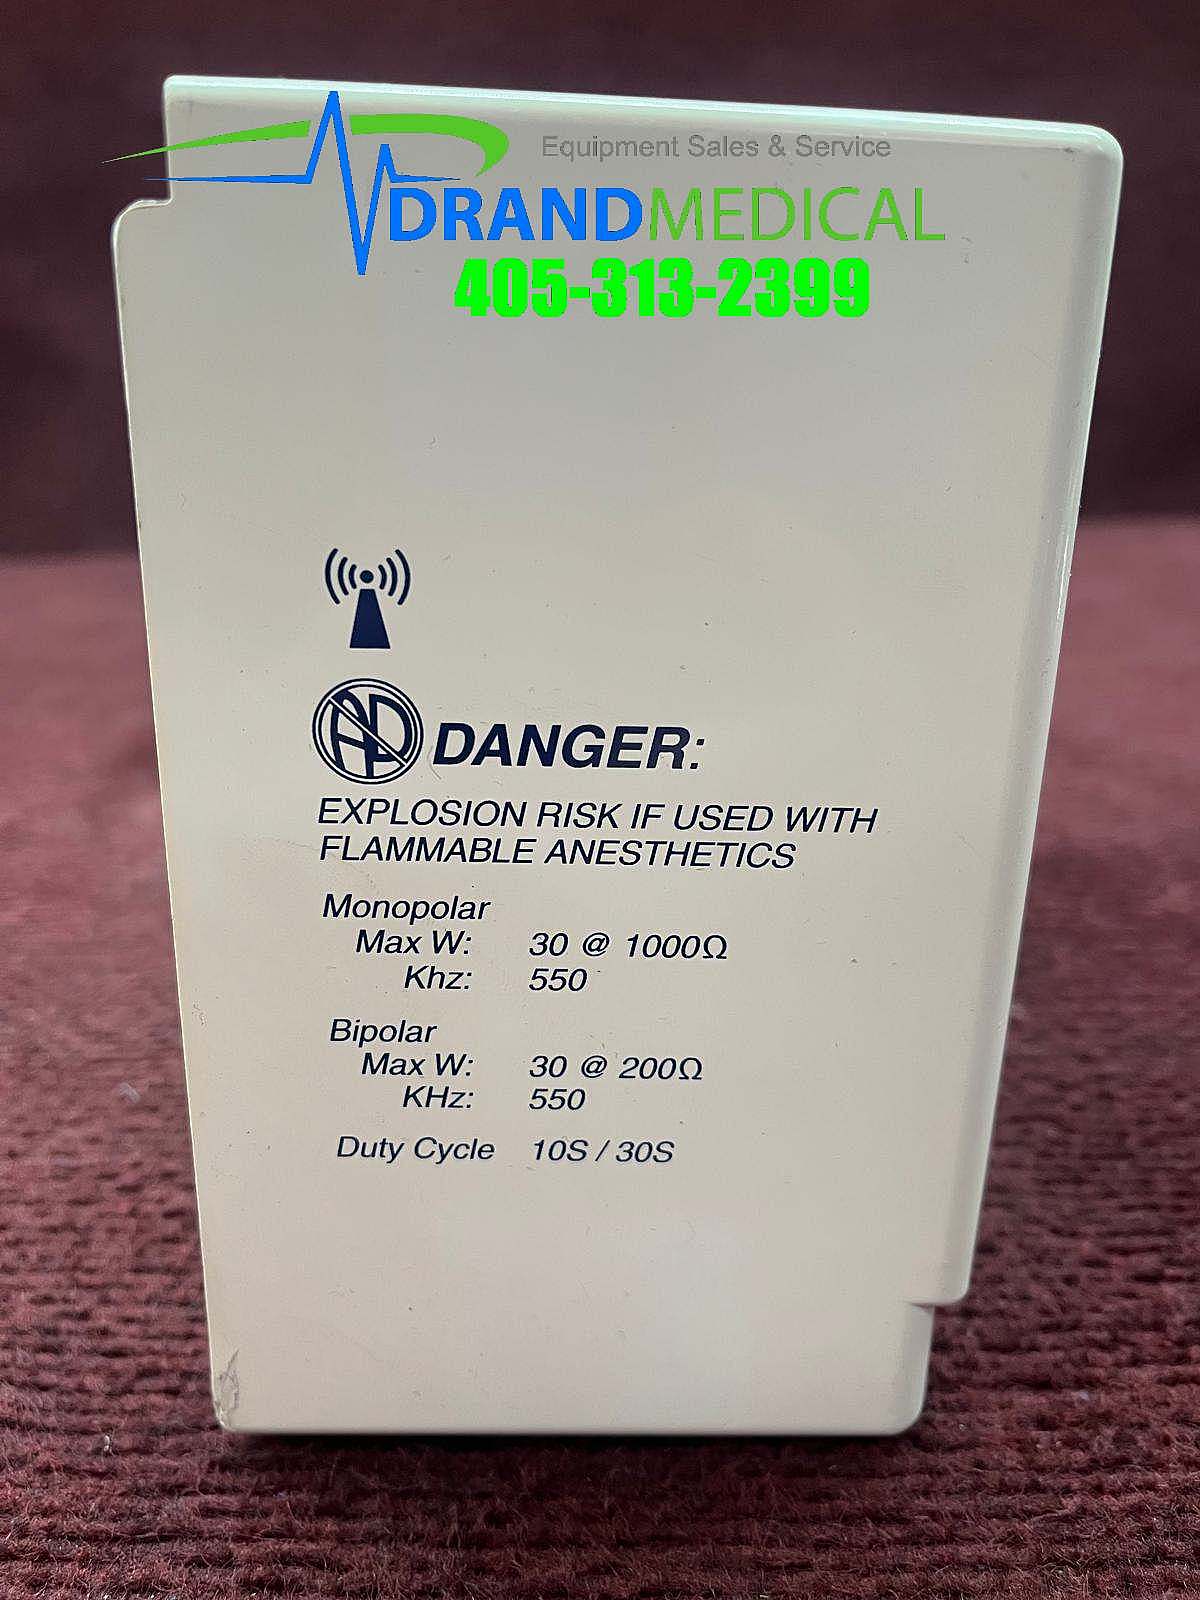 Equipment Sales & Service
DRANDMEDICAL
405-313-2399
AP DANGER:
EXPLOSION RISK IF USED WITH
FLAMMABLE ANESTHETICS
Monopolar
Max W: 30 @ 1000Ω
Khz: 550
Bipolar
Max W: 30 @ 200Ω
KHz: 550
Duty Cycle 10S / 30S